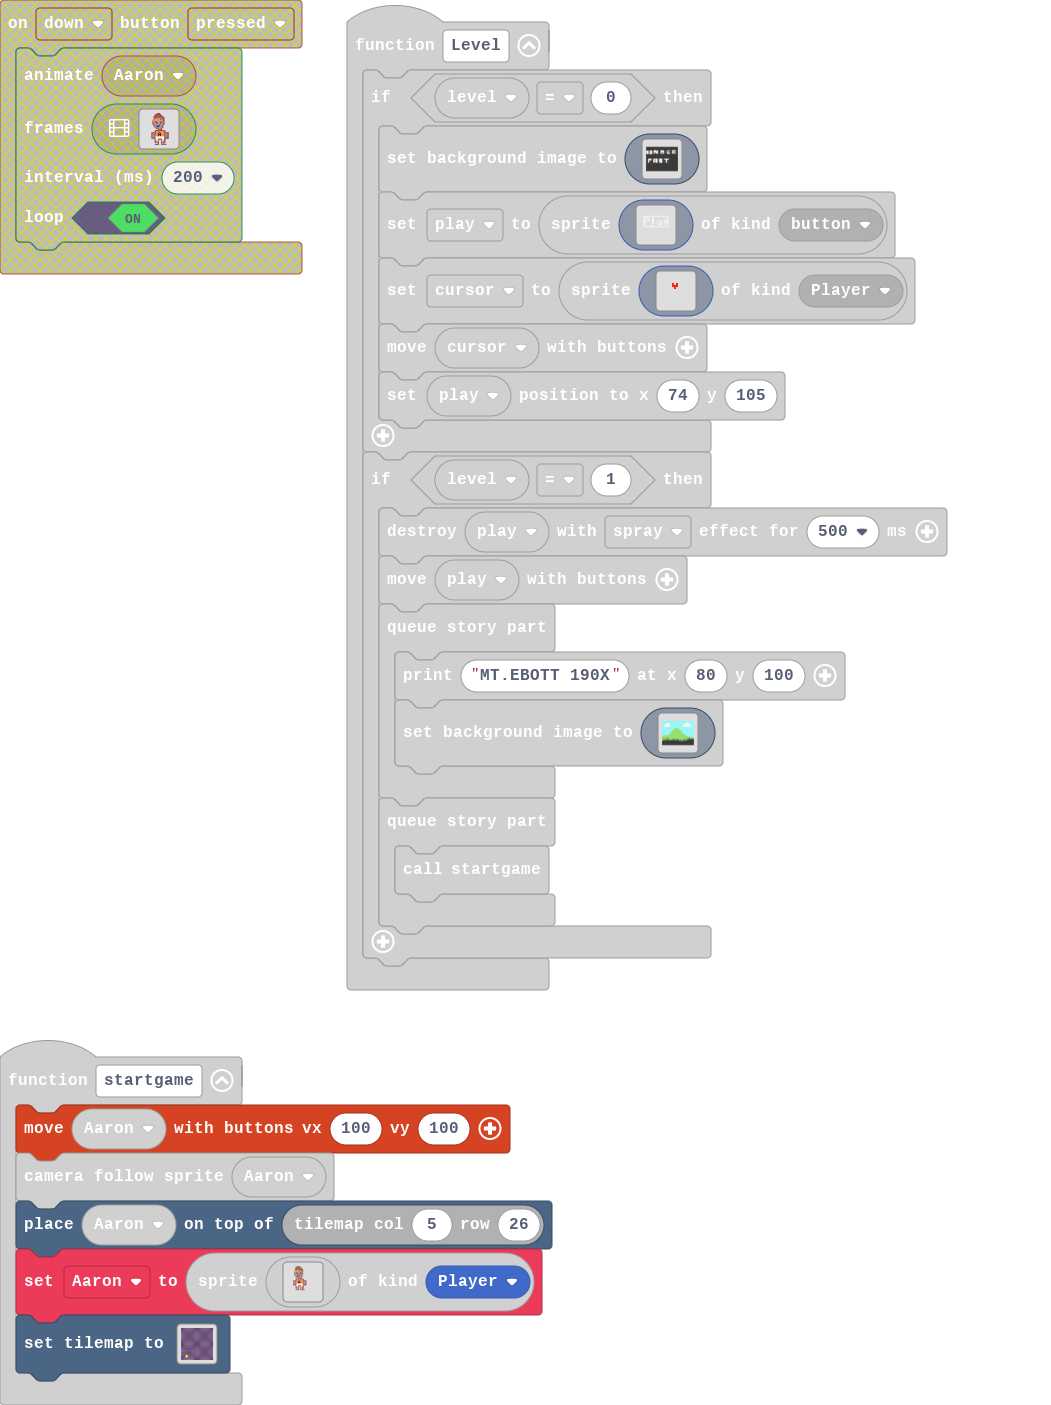 on down button pressed
animate Aaron
frames
interval (ms) 200
loop ON
function Level
if level = 0 then
set background image to UNDER FAST
set play to sprite Play of kind button
set cursor to sprite of kind Player
move cursor with buttons
set play position to x 74 y 105
if level = 1 then
destroy play with spray effect for 500 ms
move play with buttons
queue story part
print "MT.EBOTT 190X" at x 80 y 100
set background image to
queue story part
call startgame
function startgame
move Aaron with buttons vx 100 vy 100
camera follow sprite Aaron
place Aaron on top of tilemap col 5 row 26
set Aaron to sprite of kind Player
set tilemap to